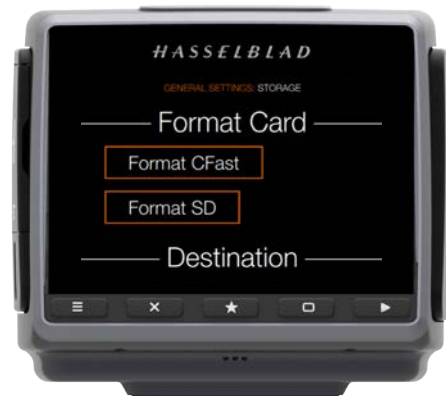 HASSELBLAD
GENERAL SETTINGS: STORAGE
Format Card
Format CFast
Format SD
Destination